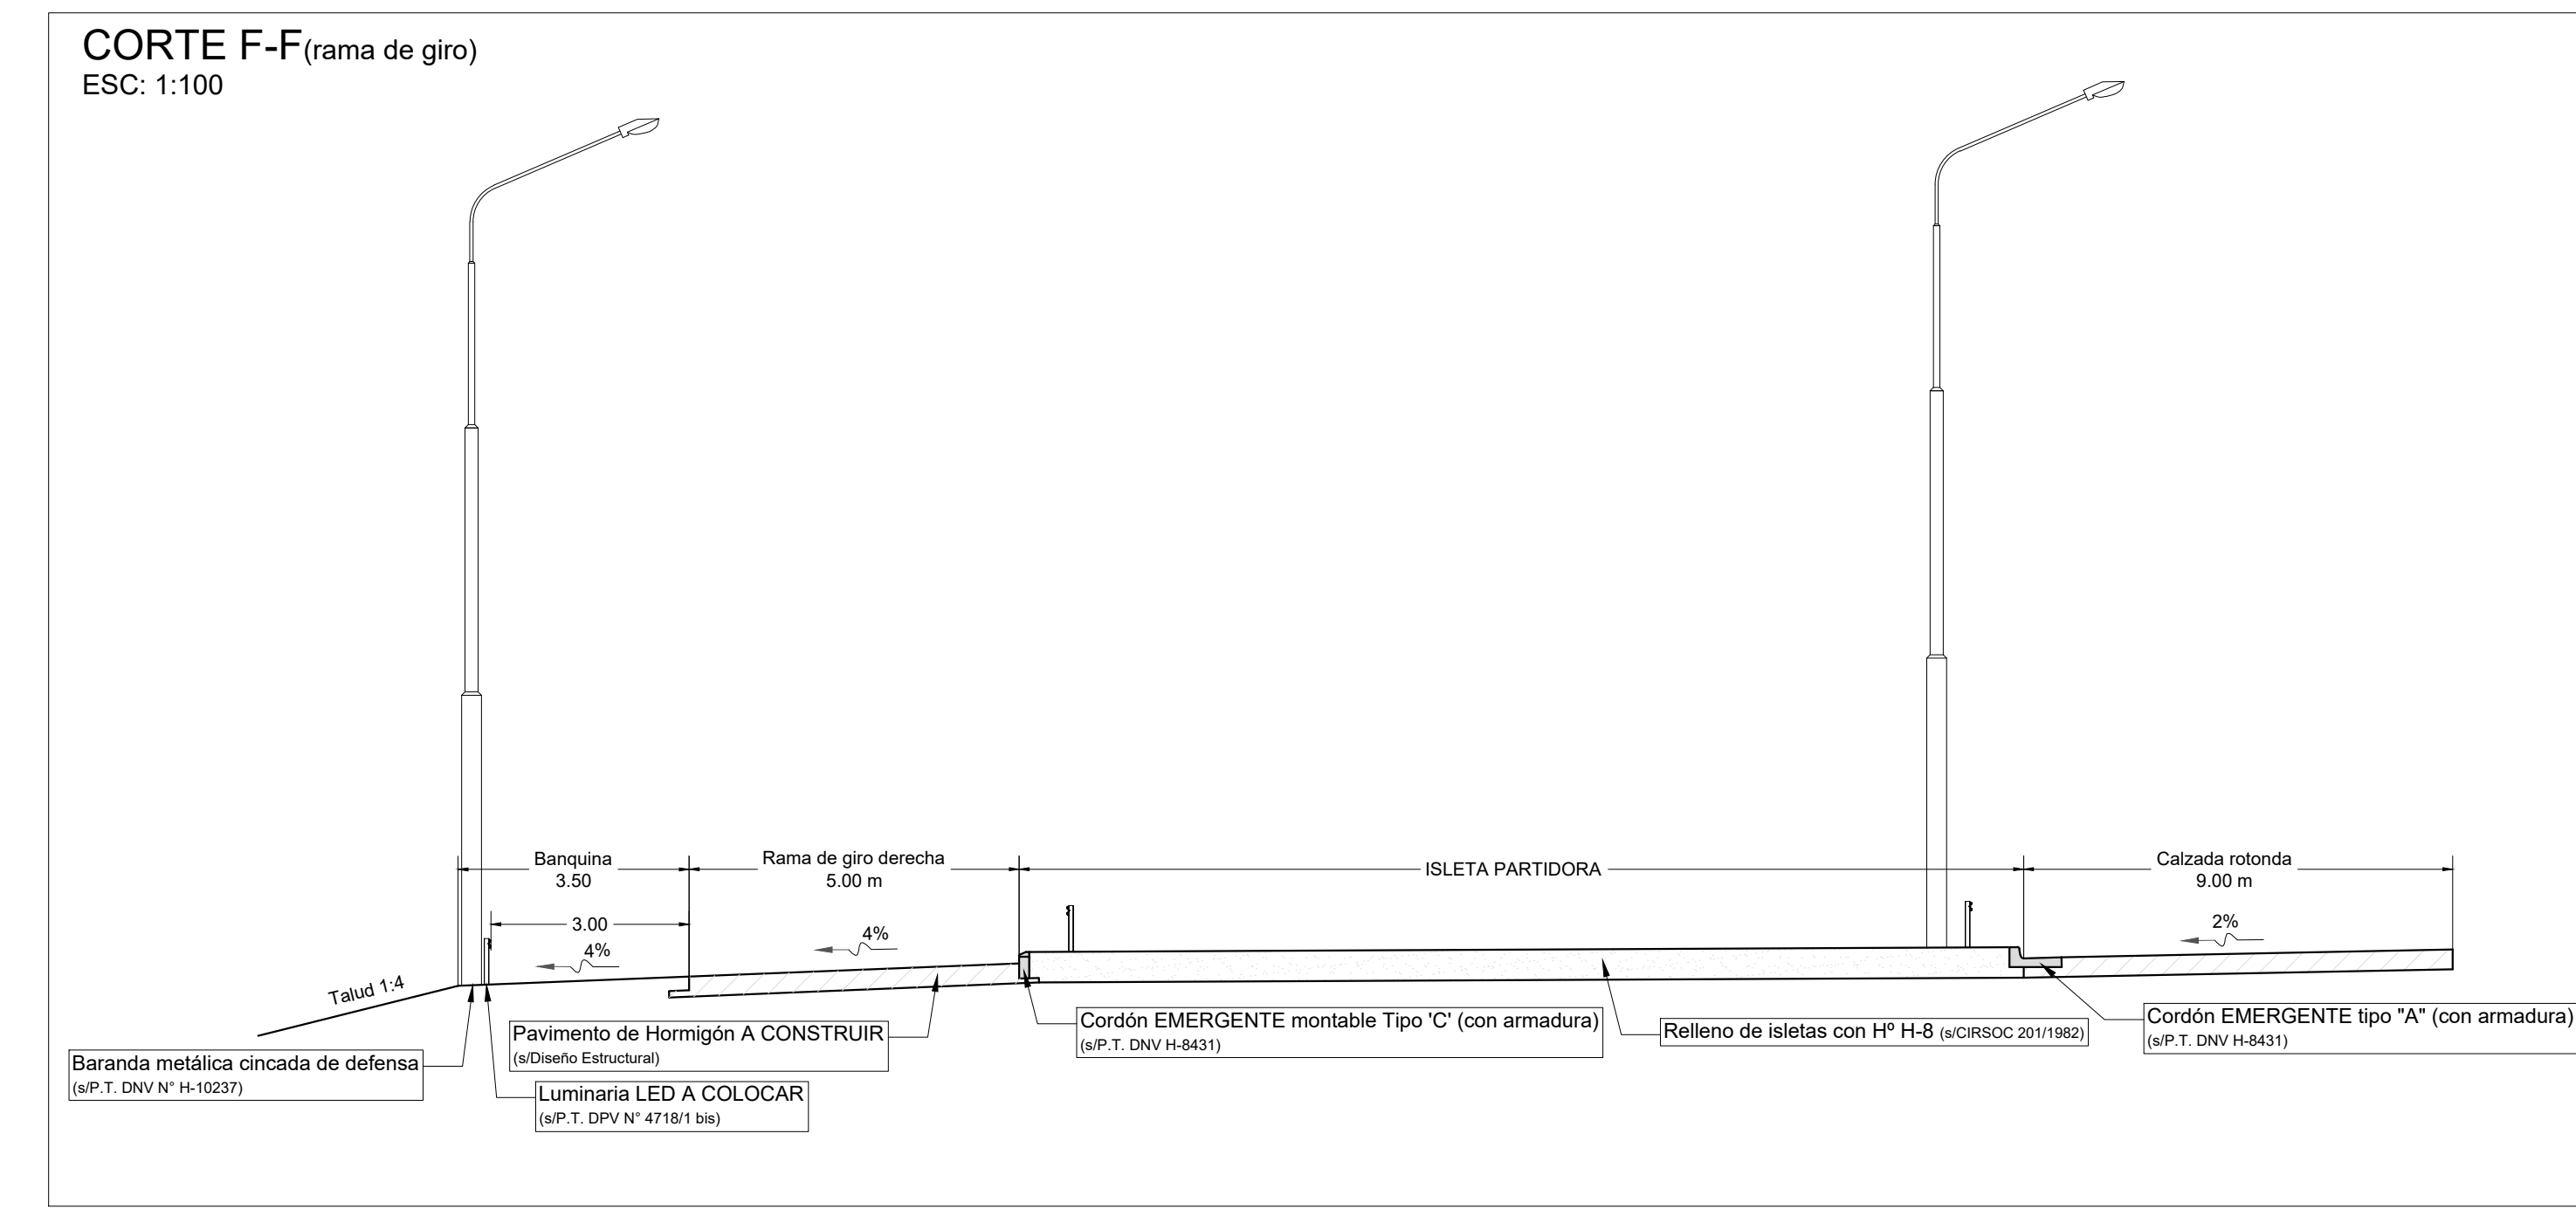 CORTE F-F(rama de giro)
ESC: 1:100
Banquina
3.50
Rama de giro derecha
5.00 m
ISLETA PARTIDORA
Calzada rotonda
9.00 m
3.00
4%
4%
2%
Talud 1:4
Baranda metálica cincada de defensa
(s/P.T. DNV N° H-10237)
Pavimento de Hormigón A CONSTRUIR
(s/Diseño Estructural)
Luminaria LED A COLOCAR
(s/P.T. DPV N° 4718/1 bis)
Cordón EMERGENTE montable Tipo 'C' (con armadura)
(s/P.T. DNV H-8431)
Relleno de isletas con Hº H-8 (s/CIRSOC 201/1982)
Cordón EMERGENTE tipo "A" (con armadura)
(s/P.T. DNV H-8431)